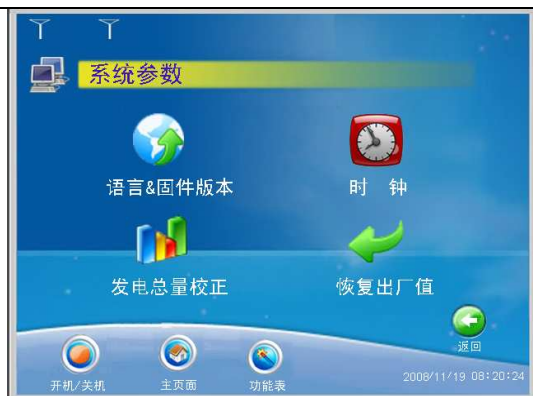 系统参数
语言&固件版本
时 钟
发电总量校正
恢复出厂值
返回
开机/关机
主页面
功能表
2008/11/19 08:20:24